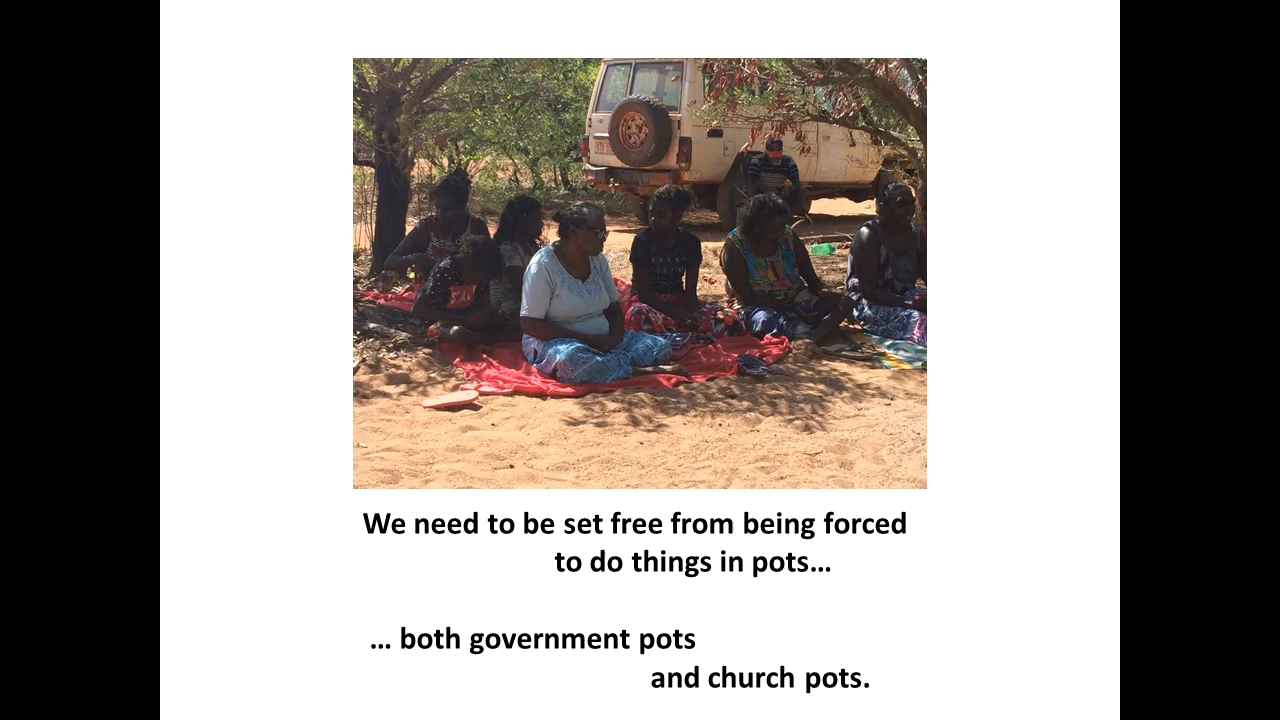 We need to be set free from being forced
to do things in pots…
… both government pots
and church pots.